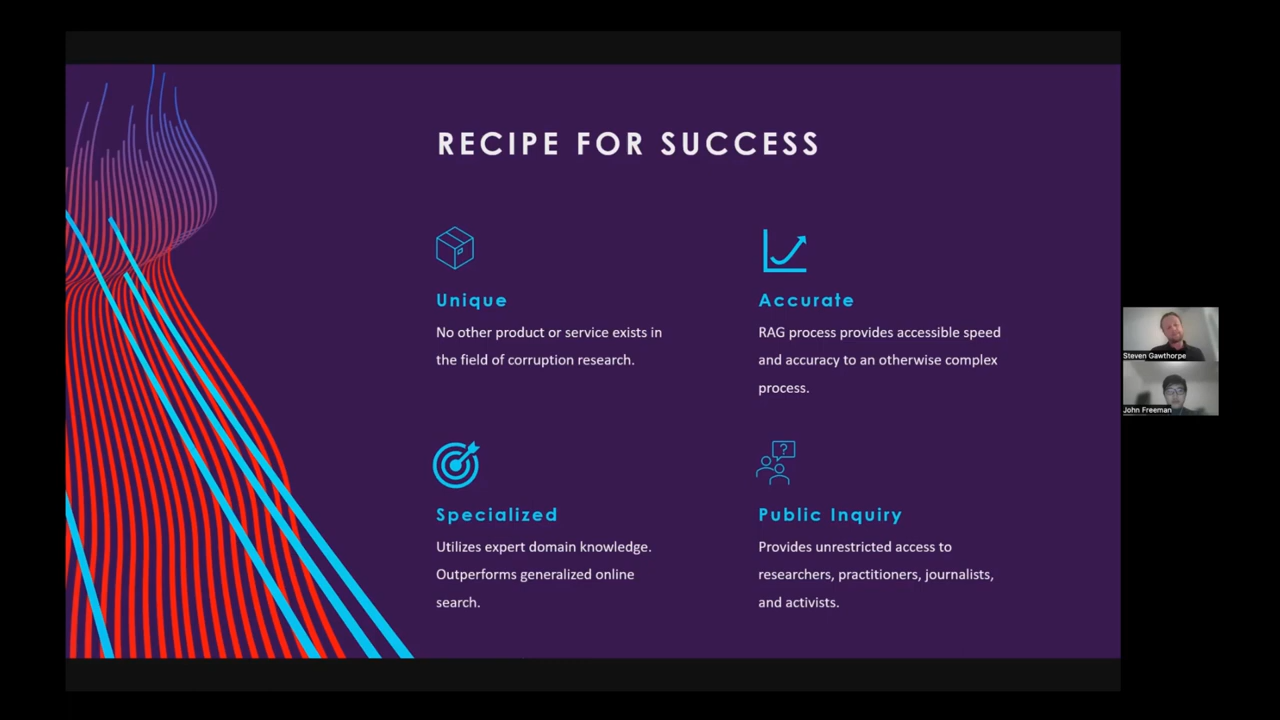 RECIPE FOR SUCCESS
Unique
No other product or service exists in
the field of corruption research.
Accurate
RAG process provides accessible speed
and accuracy to an otherwise complex
process.
Specialized
Utilizes expert domain knowledge.
Outperforms generalized online
search.
?
Public Inquiry
Provides unrestricted access to
researchers, practitioners, journalists,
and activists.
Steven Gawthorpe
John Freeman